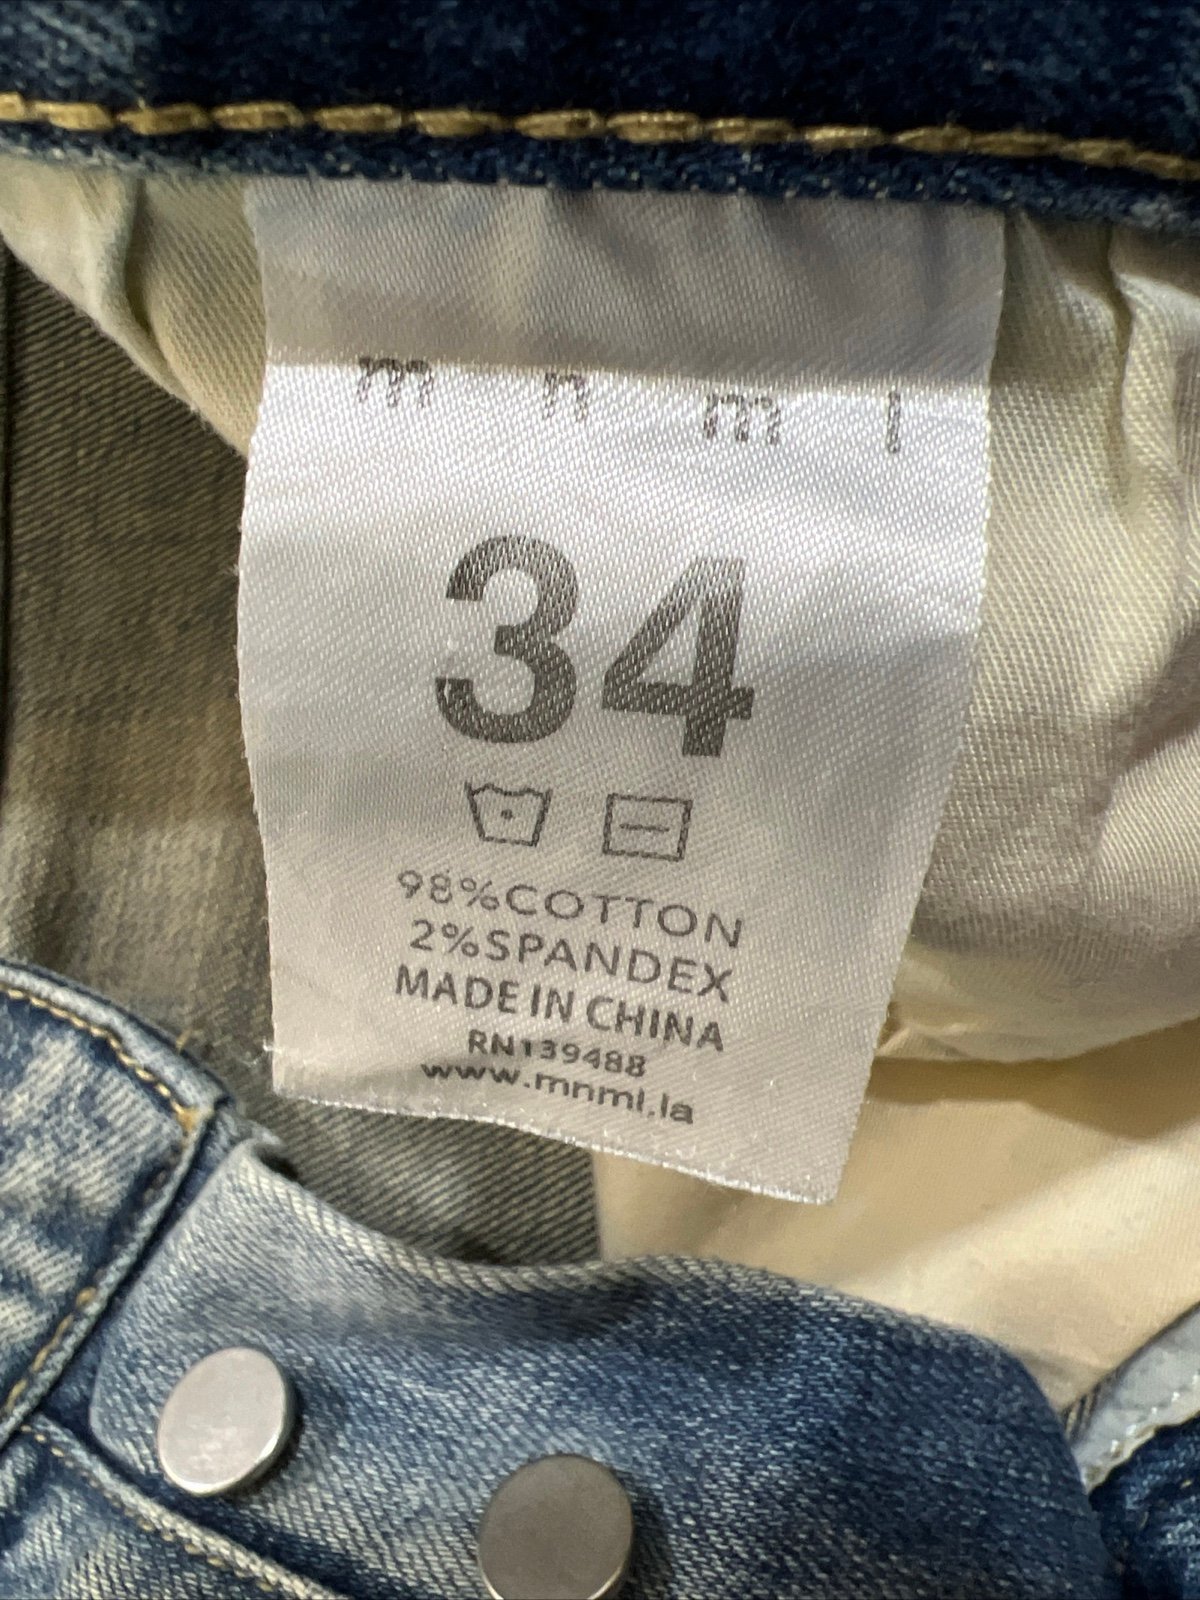 m n m l
34
98%COTTON
2%SPANDEX
MADE IN CHINA
RN139488
www.mnml.la